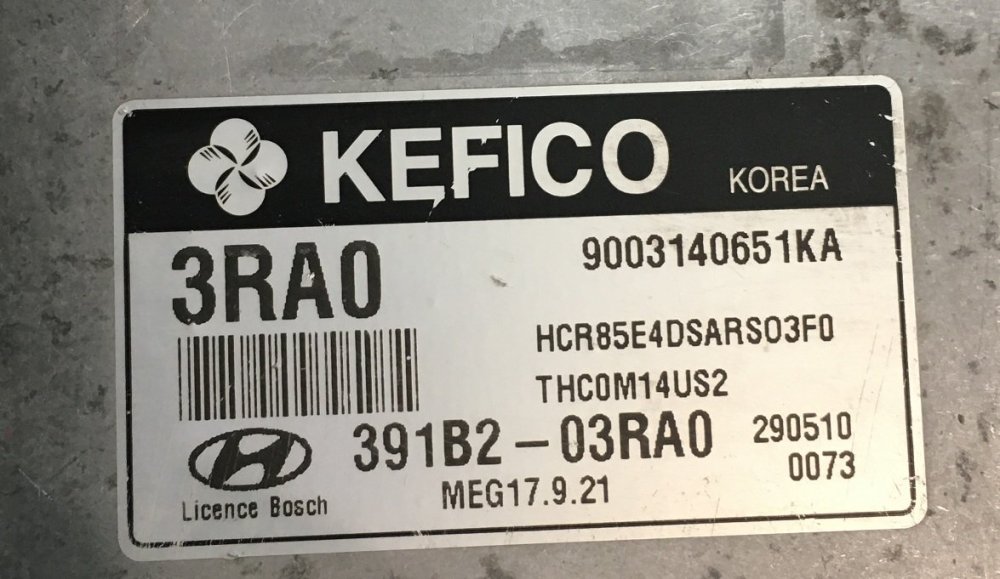 KEFICO KOREA
3RA0
9003140651KA
HCR85E4DSARS03F0
THC0M14US2
391B2-03RA0
290510
0073
MEG17.9.21
Licence Bosch